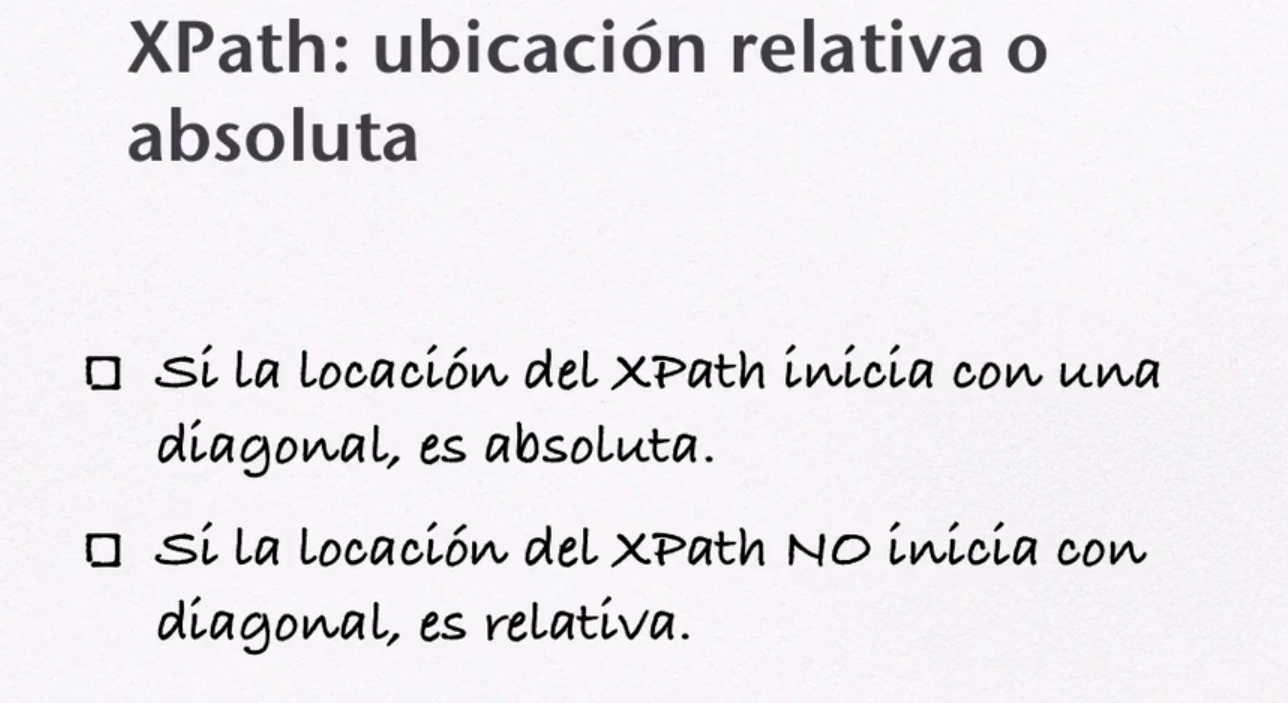 XPath: ubicación relativa o
absoluta
Si la locación del XPath inicia con una
diagonal, es absoluta.
Si la locación del XPath NO inicia con
diagonal, es relativa.